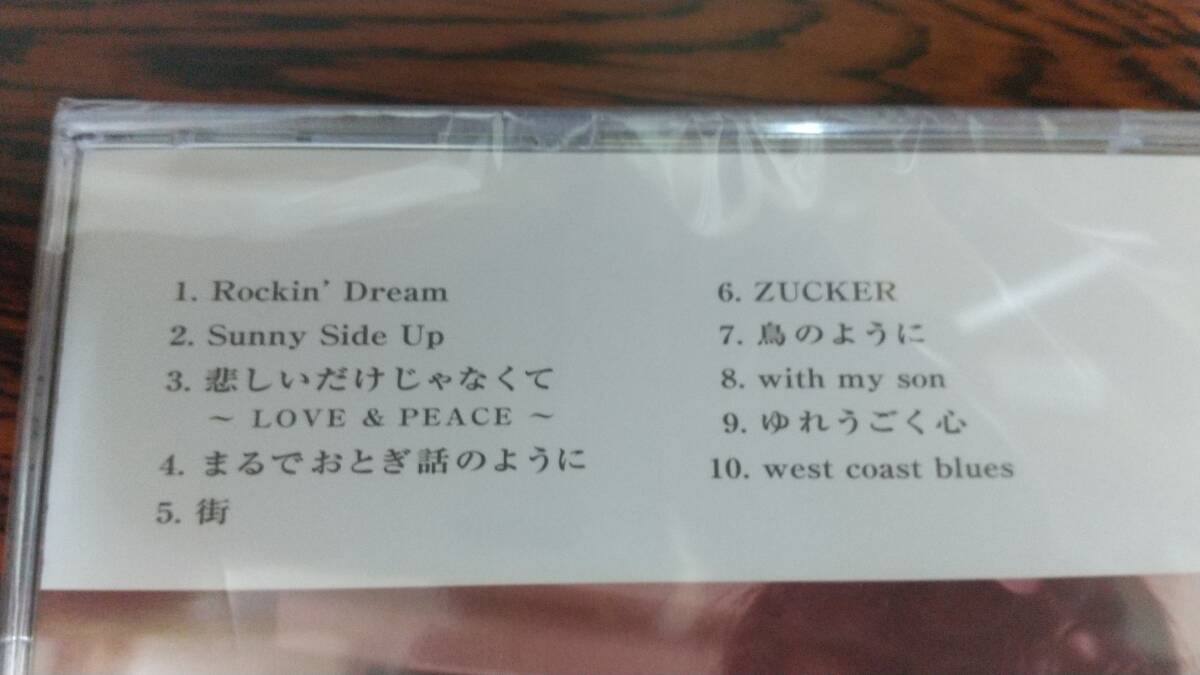 1. Rockin' Dream
2. Sunny Side Up
3. 悲しいだけじゃなくて
～ LOVE & PEACE ～
4. まるでおとぎ話のように
5. 街
6. ZUCKER
7. 鳥のように
8. with my son
9. ゆれうごく心
10. west coast blues